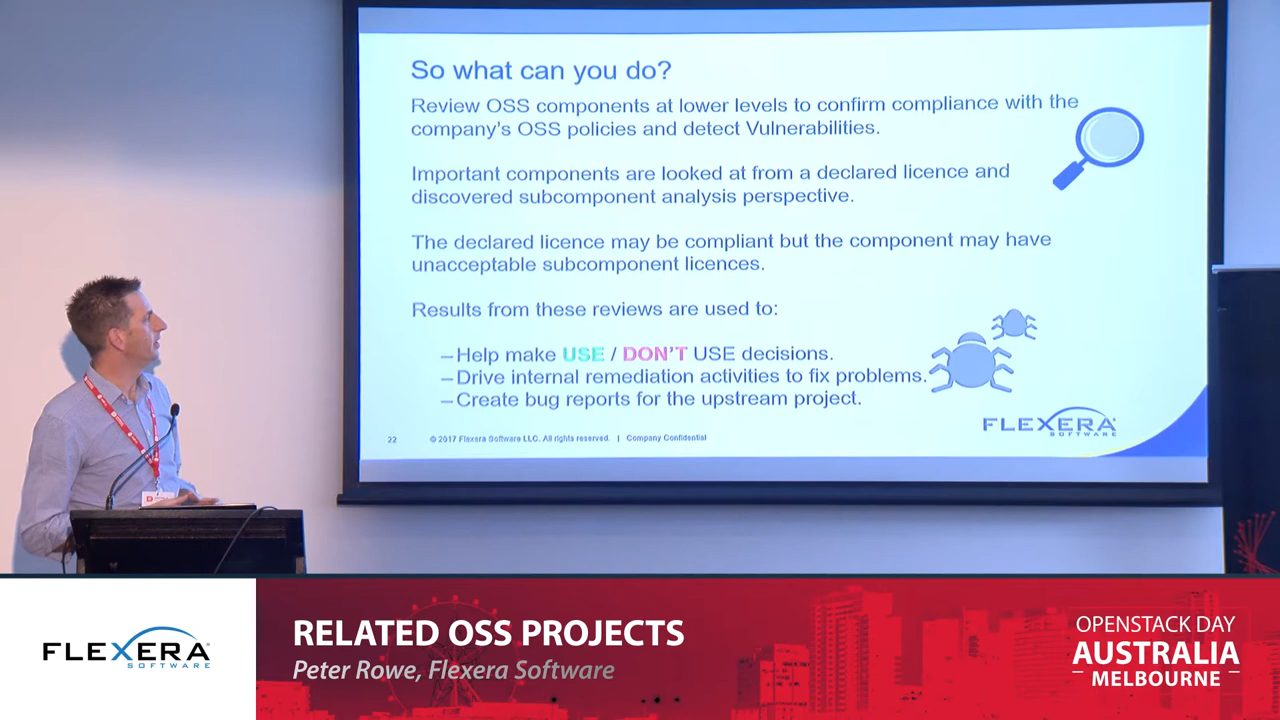 So what can you do?
Review OSS components at lower levels to confirm compliance with the
company's OSS policies and detect Vulnerabilities.
Important components are looked at from a declared licence and
discovered subcomponent analysis perspective.
The declared licence may be compliant but the component may have
unacceptable subcomponent licences.
Results from these reviews are used to:
–Help make USE / DON'T USE decisions.
–Drive internal remediation activities to fix problems.
–Create bug reports for the upstream project.
FLEXERA
SOFTWARE
22 © 2017 Flexera Software LLC. All rights reserved. | Company Confidential
FLEXERA
SOFTWARE
RELATED OSS PROJECTS
Peter Rowe, Flexera Software
OPENSTACK DAY
AUSTRALIA
MELBOURNE